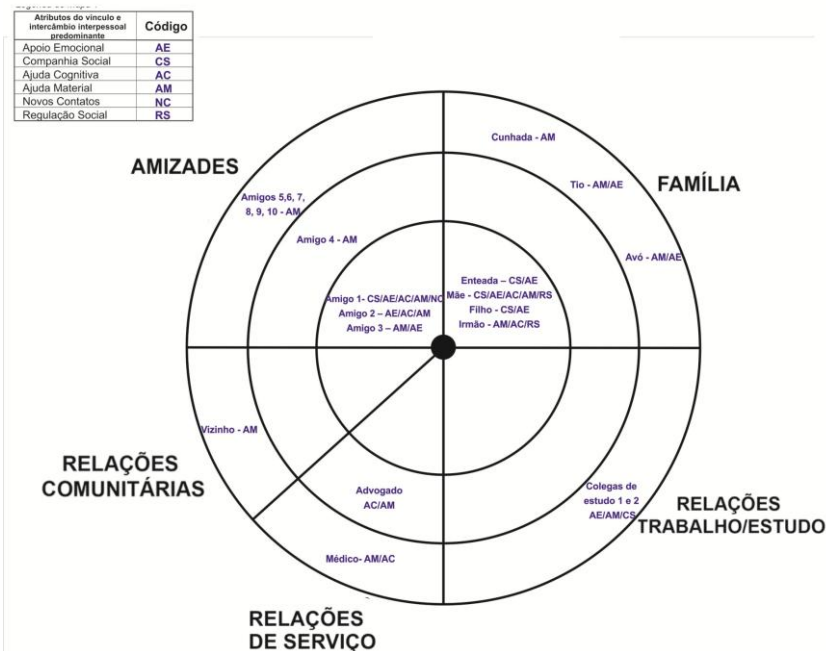 Atributos do vínculo e
intercâmbio interpessoal
predominante
Código
Apoio Emocional AE
Companhia Social CS
Ajuda Cognitiva AC
Ajuda Material AM
Novos Contatos NC
Regulação Social RS
AMIZADES
FAMÍLIA
Cunhada - AM
Tio - AM/AE
Avó - AM/AE
Amigos 5,6, 7,
8, 9, 10 - AM
Amigo 4 - AM
Amigo 1- CS/AE/AC/AM/NC
Amigo 2 – AE/AC/AM
Amigo 3 – AM/AE
Enteada – CS/AE
Mãe - CS/AE/AC/AM/RS
Filho - CS/AE
Irmão - AM/AC/RS
Vizinho - AM
RELAÇÕES
COMUNITÁRIAS
Advogado
AC/AM
Médico- AM/AC
RELAÇÕES
DE SERVIÇO
Colegas de
estudo 1 e 2
AE/AM/CS
RELAÇÕES
TRABALHO/ESTUDO